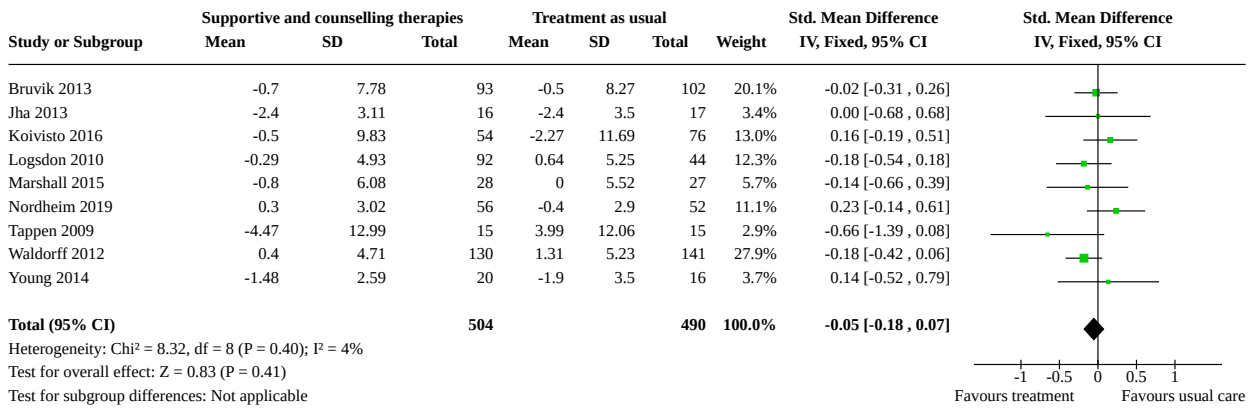 Supportive and counselling therapies Treatment as usual Std. Mean Difference Std. Mean Difference
Study or Subgroup Mean SD Total Mean SD Total Weight IV, Fixed, 95% CI IV, Fixed, 95% CI
Bruvik 2013 -0.7 7.78 93 -0.5 8.27 102 20.1% -0.02 [-0.31 , 0.26]
Jha 2013 -2.4 3.11 16 -2.4 3.5 17 3.4% 0.00 [-0.68 , 0.68]
Koivisto 2016 -0.5 9.83 54 -2.27 11.69 76 13.0% 0.16 [-0.19 , 0.51]
Logsdon 2010 -0.29 4.93 92 0.64 5.25 44 12.3% -0.18 [-0.54 , 0.18]
Marshall 2015 -0.8 6.08 28 0 5.52 27 5.7% -0.14 [-0.66 , 0.39]
Nordheim 2019 0.3 3.02 56 -0.4 2.9 52 11.1% 0.23 [-0.14 , 0.61]
Tappen 2009 -4.47 12.99 15 3.99 12.06 15 2.9% -0.66 [-1.39 , 0.08]
Waldorff 2012 0.4 4.71 130 1.31 5.23 141 27.9% -0.18 [-0.42 , 0.06]
Young 2014 -1.48 2.59 20 -1.9 3.5 16 3.7% 0.14 [-0.52 , 0.79]
Total (95% CI) 504 490 100.0% -0.05 [-0.18 , 0.07]
Heterogeneity: Chi² = 8.32, df = 8 (P = 0.40); I² = 4%
Test for overall effect: Z = 0.83 (P = 0.41)
-1 -0.5 0 0.5 1
Test for subgroup differences: Not applicable
Favours treatment Favours usual care